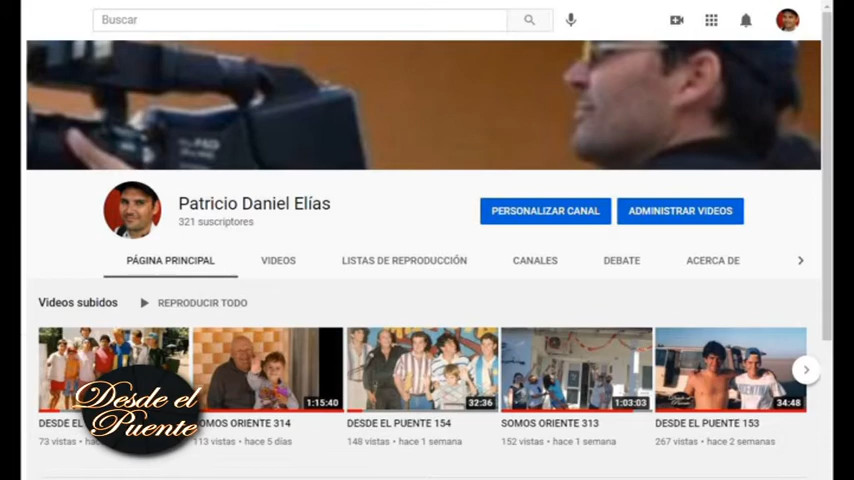 Buscar
Patricio Daniel Elías
321 suscriptores
PERSONALIZAR CANAL
ADMINISTRAR VIDEOS
PÁGINA PRINCIPAL
VIDEOS
LISTAS DE REPRODUCCIÓN
CANALES
DEBATE
ACERCA DE
Videos subidos
REPRODUCIR TODO
1:15:40
32:36
1:03:03
34:48
DESDE EL
SOMOS ORIENTE 314
DESDE EL PUENTE 154
SOMOS ORIENTE 313
DESDE EL PUENTE 153
73 vistas •
113 vistas • hace 5 días
148 vistas • hace 1 semana
152 vistas • hace 1 semana
267 vistas • hace 2 semanas
Desde el
Puente